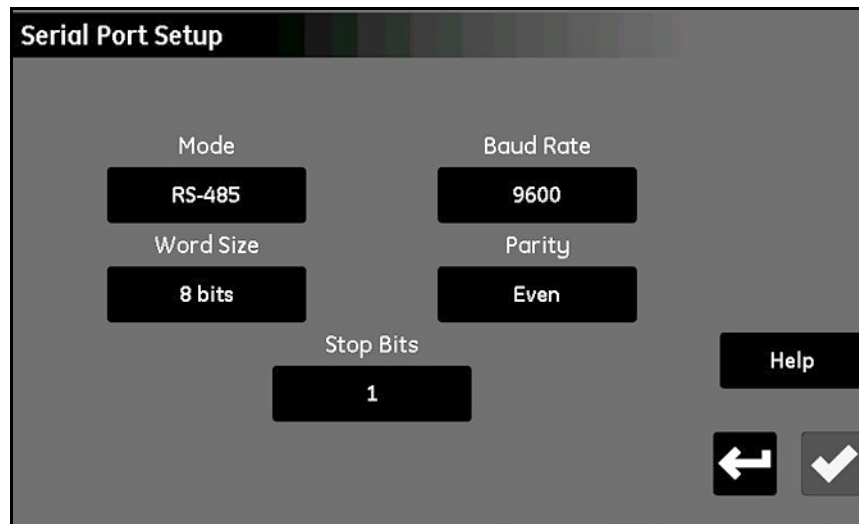 Serial Port Setup
Mode
Baud Rate
RS-485
9600
Word Size
Parity
8 bits
Even
Stop Bits
1
Help